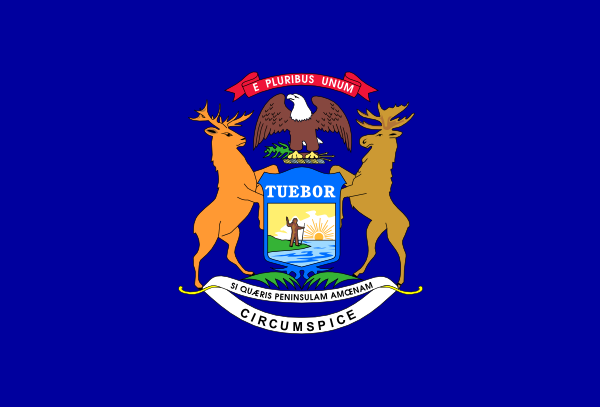 E PLURIBUS UNUM
TUEBOR
SI QUÆRIS PENINSULAM AMŒNAM
CIRCUMSPICE